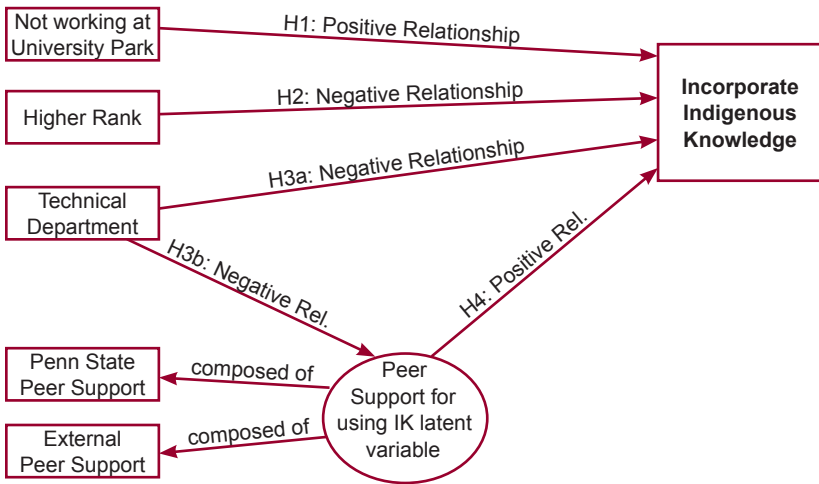 Not working at
University Park
H1: Positive Relationship
Incorporate
Indigenous
Knowledge
Higher Rank
H2: Negative Relationship
H3a: Negative Relationship
Technical
Department
H3b: Negative Rel.
H4: Positive Rel.
Penn State
Peer Support
composed of
Peer
Support for
using IK latent
variable
External
Peer Support
composed of